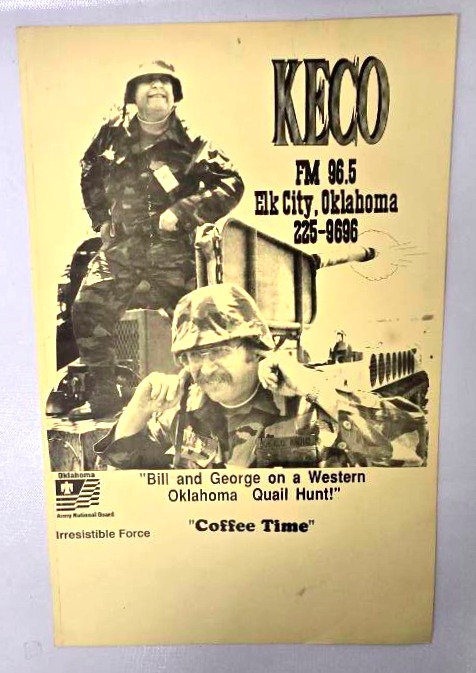 KECO
FM 96.5
Elk City, Oklahoma
225-9696
"Bill and George on a Western
Oklahoma Quail Hunt!"
Oklahoma
Army National Guard
Irresistible Force
"Coffee Time"